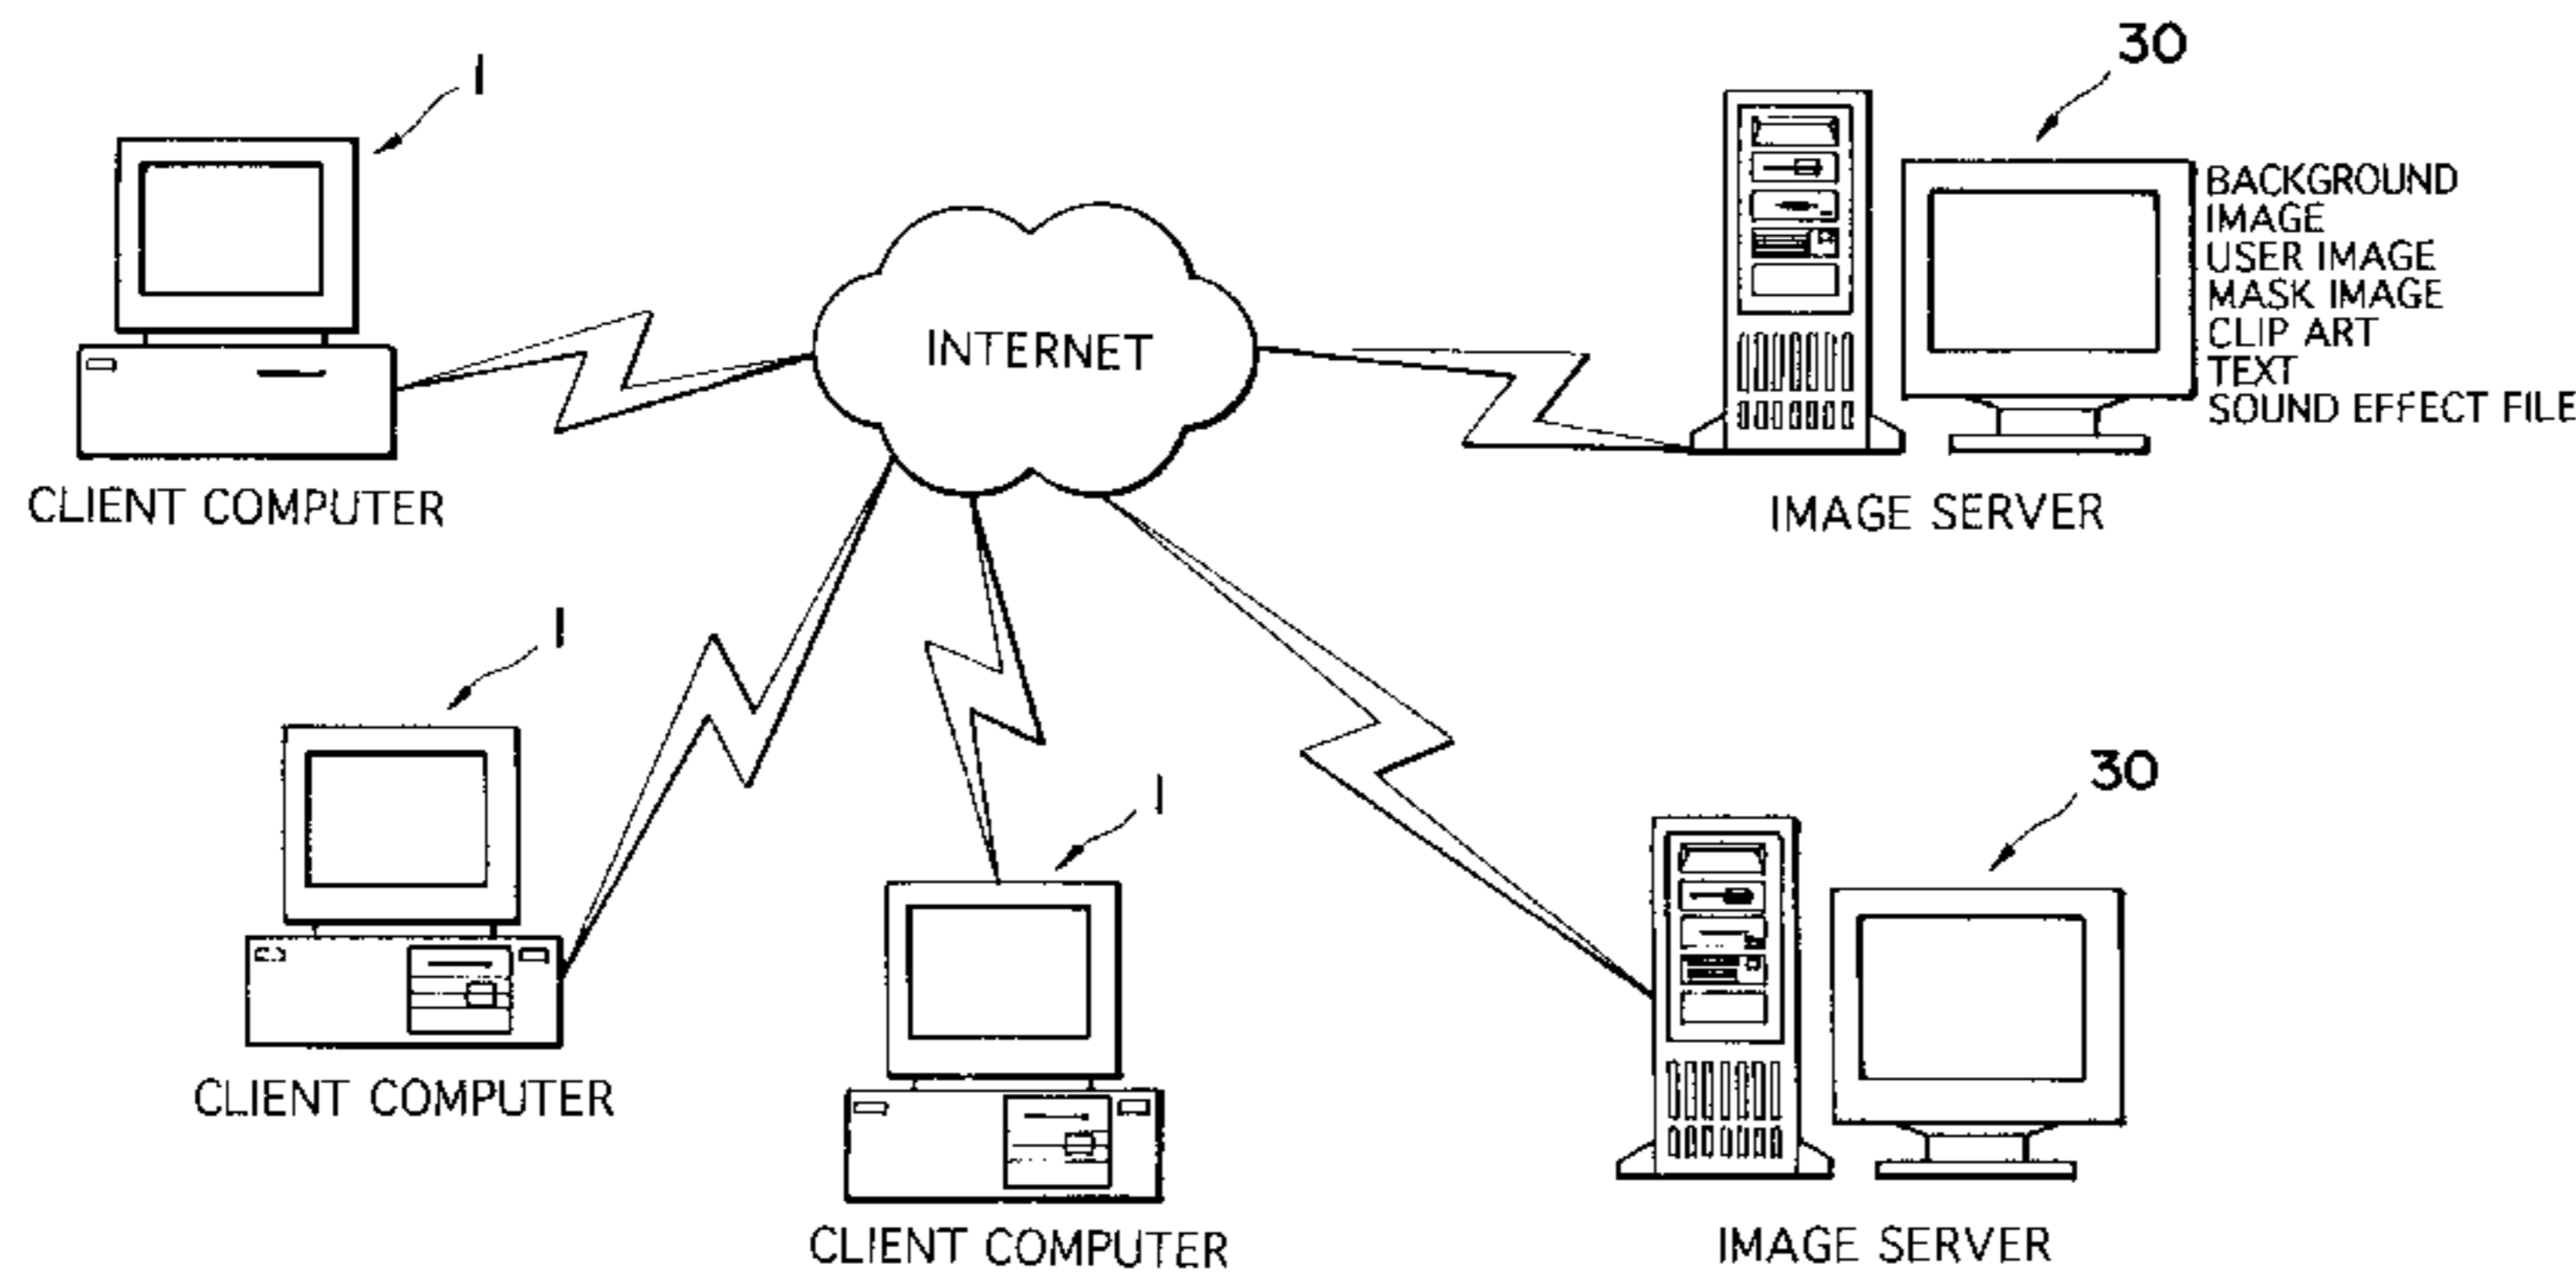 1
30
BACKGROUND
IMAGE
USER IMAGE
MASK IMAGE
CLIP ART
TEXT
SOUND EFFECT FILE
INTERNET
CLIENT COMPUTER
IMAGE SERVER
1
30
1
CLIENT COMPUTER
CLIENT COMPUTER
IMAGE SERVER